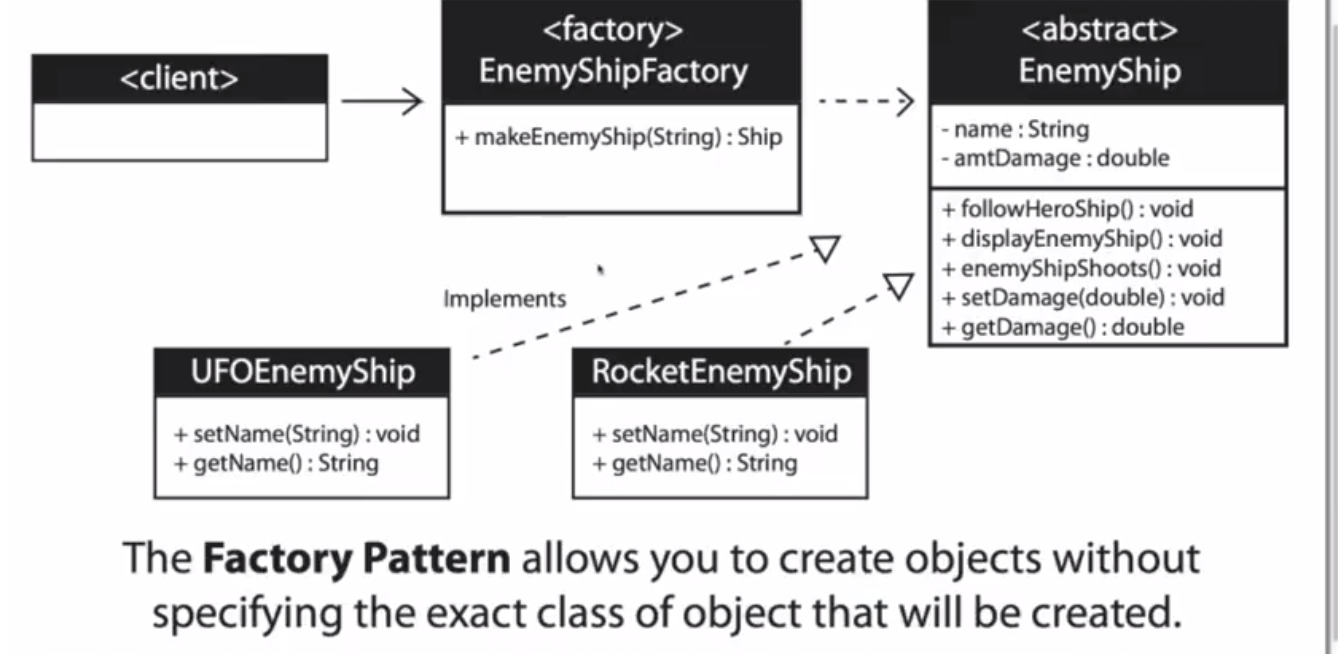 <client>
<factory>
EnemyShipFactory
+ makeEnemyShip(String) : Ship
<abstract>
EnemyShip
- name : String
- amtDamage : double
+ followHeroShip() : void
+ displayEnemyShip() : void
+ enemyShipShoots() : void
+ setDamage(double) : void
+ getDamage() : double
Implements
UFOEnemyShip
+ setName(String) : void
+ getName() : String
RocketEnemyShip
+ setName(String) : void
+ getName() : String
The Factory Pattern allows you to create objects without
specifying the exact class of object that will be created.